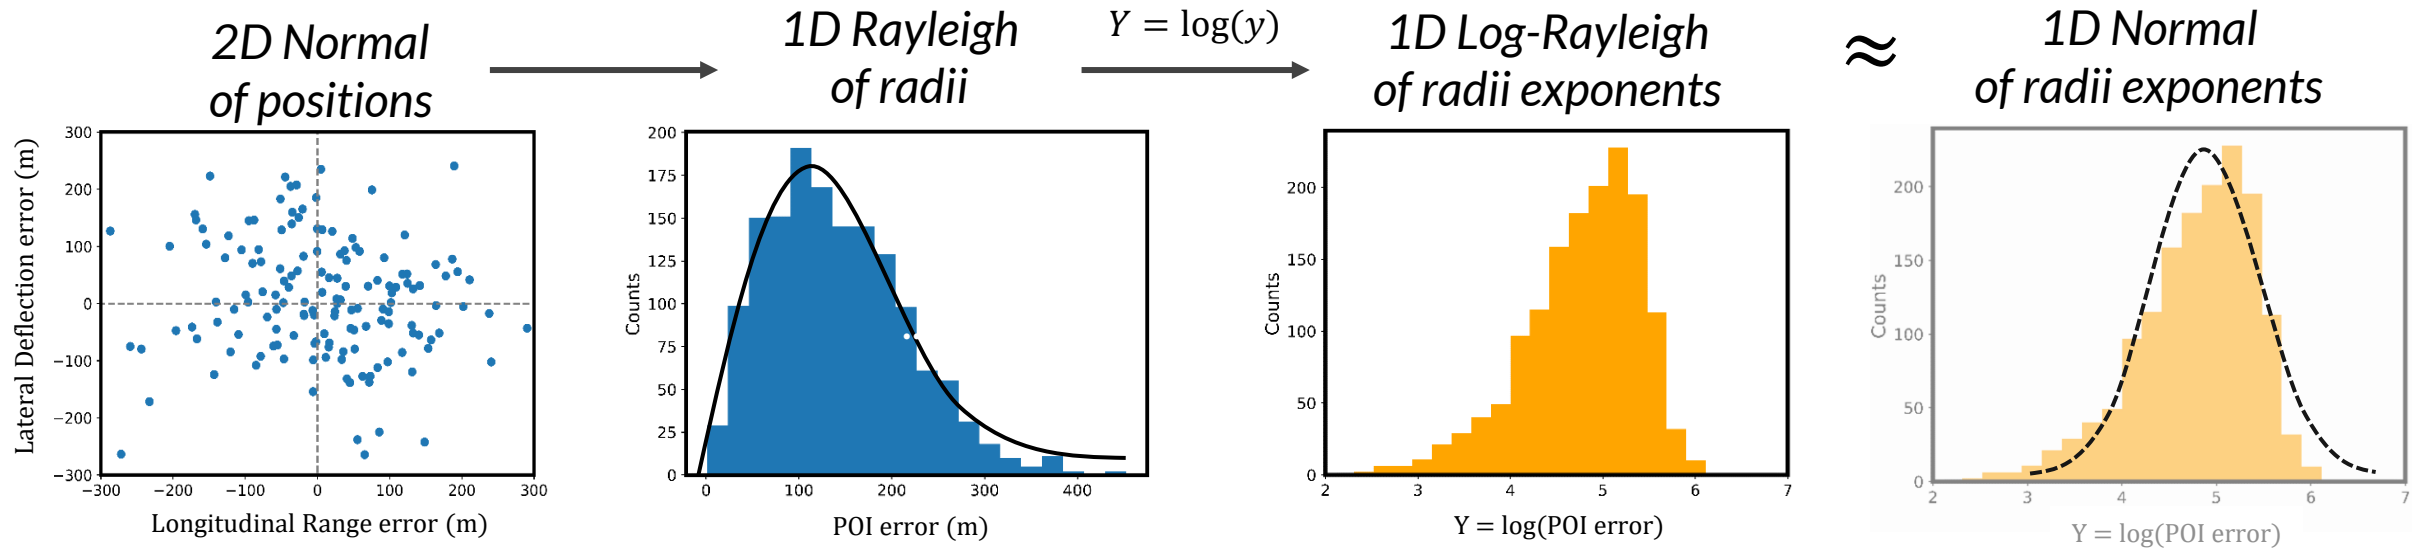 2D Normal
of positions
1D Rayleigh
of radii
Y = log(y)
1D Log-Rayleigh
of radii exponents
≈
1D Normal
of radii exponents
Lateral Deflection error (m)
300
200
100
0
−100
−200
−300
−300 −200 −100 0 100 200 300
Longitudinal Range error (m)
Counts
200
175
150
125
100
75
50
25
0
0 100 200 300 400
POI error (m)
Counts
200
150
100
50
0
2 3 4 5 6 7
Y = log(POI error)
Counts
200
150
100
50
0
2 3 4 5 6 7
Y = log(POI error)